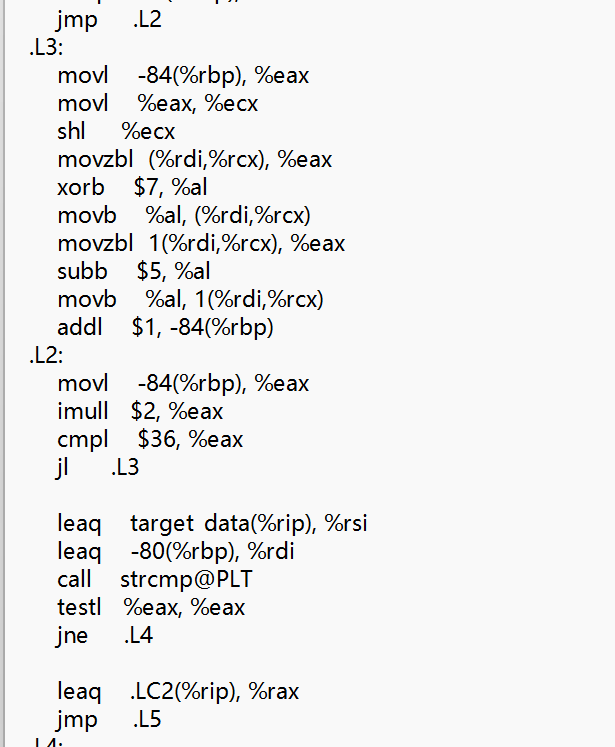 jmp .L2
.L3:
movl -84(%rbp), %eax
movl %eax, %ecx
shl %ecx
movzbl (%rdi,%rcx), %eax
xorb $7, %al
movb %al, (%rdi,%rcx)
movzbl 1(%rdi,%rcx), %eax
subb $5, %al
movb %al, 1(%rdi,%rcx)
addl $1, -84(%rbp)
.L2:
movl -84(%rbp), %eax
imull $2, %eax
cmpl $36, %eax
jl .L3
leaq target data(%rip), %rsi
leaq -80(%rbp), %rdi
call strcmp@PLT
testl %eax, %eax
jne .L4
leaq .LC2(%rip), %rax
jmp .L5
.L4: